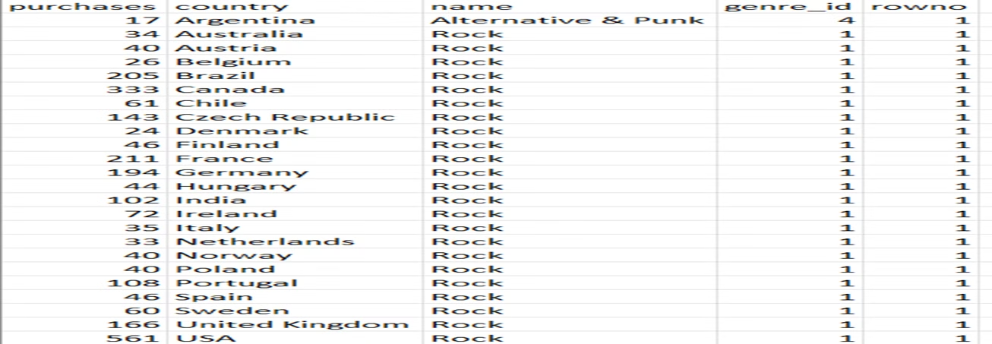 purchases country name genre_id rowno
17 Argentina Alternative & Punk 4 1
34 Australia Rock 1 1
40 Austria Rock 1 1
26 Belgium Rock 1 1
205 Brazil Rock 1 1
333 Canada Rock 1 1
61 Chile Rock 1 1
143 Czech Republic Rock 1 1
24 Denmark Rock 1 1
46 Finland Rock 1 1
211 France Rock 1 1
194 Germany Rock 1 1
44 Hungary Rock 1 1
102 India Rock 1 1
72 Ireland Rock 1 1
35 Italy Rock 1 1
33 Netherlands Rock 1 1
40 Norway Rock 1 1
40 Poland Rock 1 1
108 Portugal Rock 1 1
46 Spain Rock 1 1
60 Sweden Rock 1 1
166 United Kingdom Rock 1 1
561 USA Rock 1 1